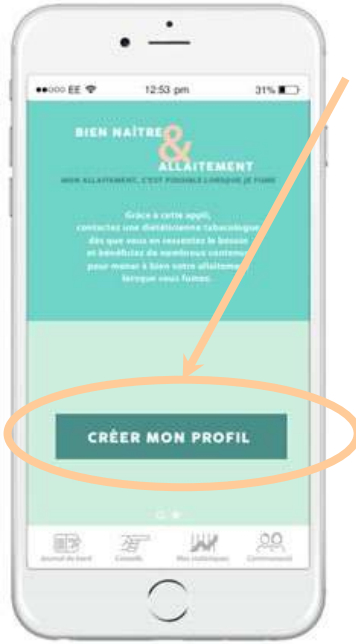 EE 12:53 pm 31%
BIEN NAÎTRE
&
ALLAITEMENT
MON ALLAITEMENT, C'EST POSSIBLE LORSQUE JE FUME
Grâce à cette appli,
contactez une diététicienne tabacologue
dès que vous en ressentez le besoin
et bénéficiez de nombreux contenus
pour mener à bien votre allaitement
lorsque vous fumez.
CRÉER MON PROFIL
Journal de bord Conseils Mes statistiques Communauté